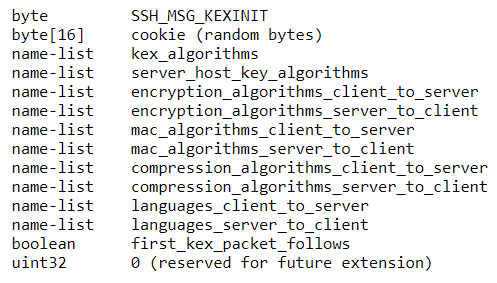 byte SSH_MSG_KEXINIT
byte[16] cookie (random bytes)
name-list kex_algorithms
name-list server_host_key_algorithms
name-list encryption_algorithms_client_to_server
name-list encryption_algorithms_server_to_client
name-list mac_algorithms_client_to_server
name-list mac_algorithms_server_to_client
name-list compression_algorithms_client_to_server
name-list compression_algorithms_server_to_client
name-list languages_client_to_server
name-list languages_server_to_client
boolean first_kex_packet_follows
uint32 0 (reserved for future extension)